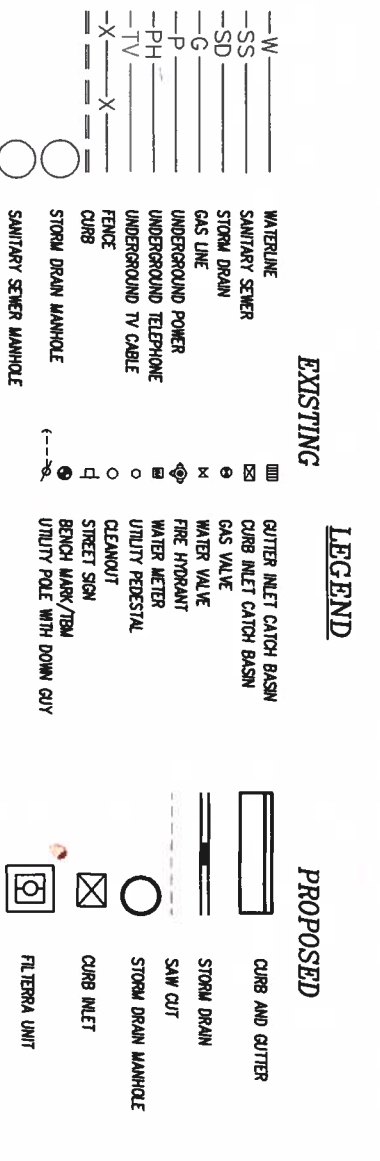 LEGEND
EXISTING
—W— WATERLINE
—SS— SANITARY SEWER
—SD— STORM DRAIN
—G— GAS LINE
—P— UNDERGROUND POWER
—PH— UNDERGROUND TELEPHONE
—TV— UNDERGROUND TV CABLE
—X—X— FENCE
CURB
STORM DRAIN MANHOLE
SANITARY SEWER MANHOLE
GUTTER INLET CATCH BASIN
CURB INLET CATCH BASIN
GAS VALVE
WATER VALVE
FIRE HYDRANT
WATER METER
UTILITY PEDESTAL
CLEANOUT
STREET SIGN
BENCH MARK/TBM
UTILITY POLE WITH DOWN GUY
PROPOSED
CURB AND GUTTER
STORM DRAIN
SAW CUT
STORM DRAIN MANHOLE
CURB INLET
FILTERRA UNIT